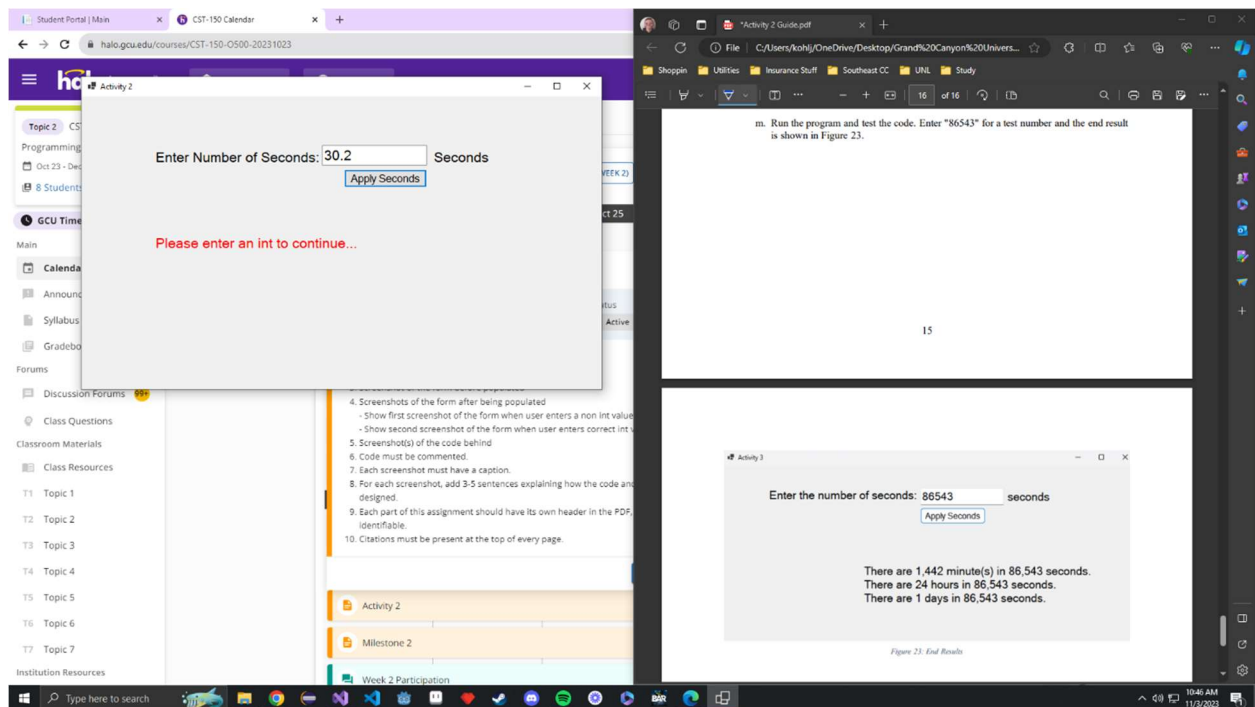 Student Portal | Main
CST-150 Calendar
halo.gcu.edu/courses/CST-150-O500-20231023
Activity 2
Topic 2
Programming
Oct 23 - Dec
8 Students
GCU Time
Main
Calenda
Announc
Syllabus
Gradebo
Forums
Discussion Forums 99+
Class Questions
Classroom Materials
Class Resources
T1 Topic 1
T2 Topic 2
T3 Topic 3
T4 Topic 4
T5 Topic 5
T6 Topic 6
T7 Topic 7
Institution Resources
Enter Number of Seconds: 30.2 Seconds
Apply Seconds
Please enter an int to continue...
WEEK 2)
ct 25
tus
Active
4. Screenshots of the form after being populated
- Show first screenshot of the form when user enters a non int value
- Show second screenshot of the form when user enters correct int v
5. Screenshot(s) of the code behind
6. Code must be commented.
7. Each screenshot must have a caption.
8. For each screenshot, add 3-5 sentences explaining how the code and
designed.
9. Each part of this assignment should have its own header in the PDF,
identifiable.
10. Citations must be present at the top of every page.
Activity 2
Milestone 2
Week 2 Participation
*Activity 2 Guide.pdf
File C:/Users/kohlj/OneDrive/Desktop/Grand%20Canyon%20Univers...
Shoppin Utilities Insurance Stuff Southeast CC UNL Study
16 of 16
m. Run the program and test the code. Enter "86543" for a test number and the end result
is shown in Figure 23.
15
Activity 3
Enter the number of seconds: 86543 seconds
Apply Seconds
There are 1,442 minute(s) in 86,543 seconds.
There are 24 hours in 86,543 seconds.
There are 1 days in 86,543 seconds.
Figure 23: End Results
Type here to search
BAR
10:46 AM
11/3/2023